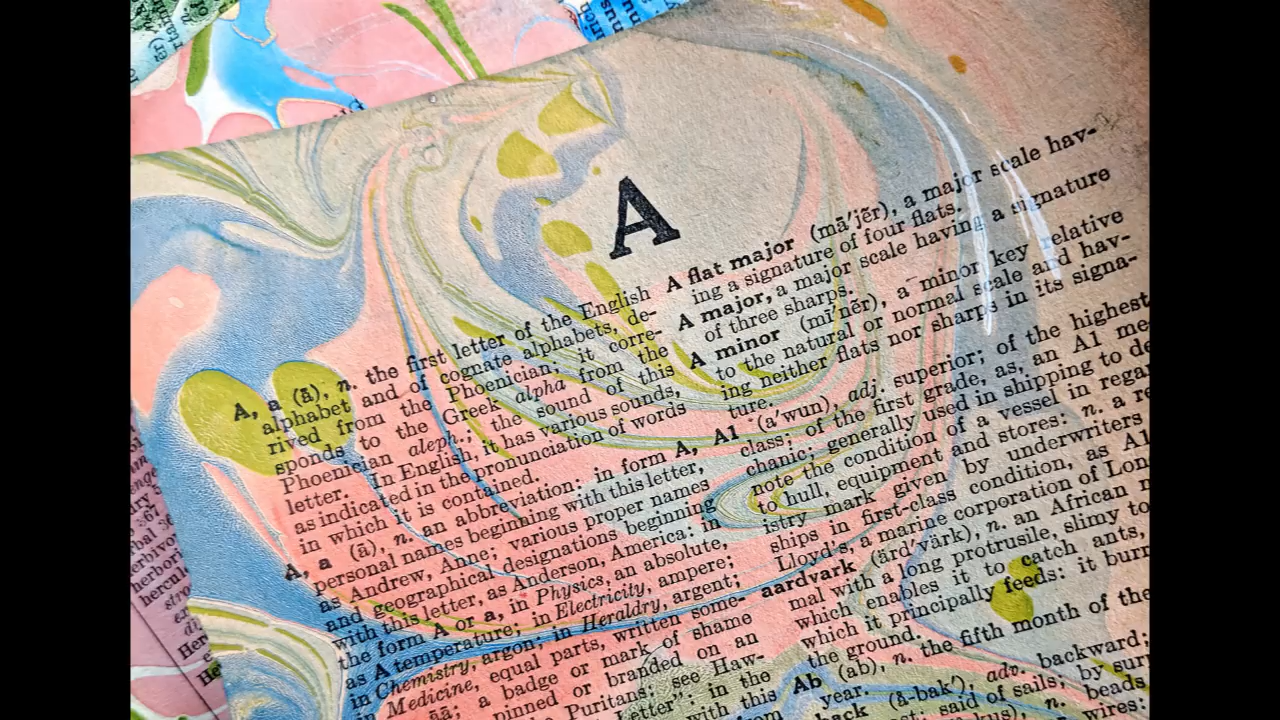 A
A, a (ā), n. the first letter of the English
alphabet and of cognate alphabets, de-
rived from the Phoenician; it corre-
sponds to the Greek alpha from the
Phoenician aleph.; the sound of this
letter. In English, it has various sounds,
as indicated in the pronunciation of words
in which it is contained.
A, a (ā), n. an abbreviation: in form A,
personal names beginning with this letter,
as Andrew, Anne; various proper names
and geographical designations beginning
with this letter, as Anderson, America: in
the form A or a, in Physics, an absolute,
as A temperature; in Electricity, ampere;
in Chemistry, argon; in Heraldry, argent;
in Medicine, equal parts, written some-
āā; a badge or mark of shame
pinned or branded on an
Puritans: see Haw-
Letter": in the
with this
from
A flat major (mā'jẽr), a major scale hav-
ing a signature of four flats.
A major, a major scale having a signature
of three sharps.
A minor (mī'nẽr), a minor key relative
to the natural or normal scale and hav-
ing neither flats nor sharps in its signa-
ture.
A1 (a'wun) adj. superior; of the highest
class; of the first grade, as, an A1 me
chanic; generally used in shipping to de
note the condition of a vessel in regar
to hull, equipment and stores: n. a re
istry mark given by underwriters
ships in first-class condition, as A1
Lloyd's, a marine corporation of Lon
aardvark (ärd'värk), n. an African
mal with a long protrusile, slimy to
which enables it to catch ants,
which it principally feeds: it burr
the ground.
Ab (ab), n. the fifth month of the
year.
back (å-bak'), adv. backward;
said of sails; by sur
n. beads
wires:
herbivo
herbori
hercul
Her